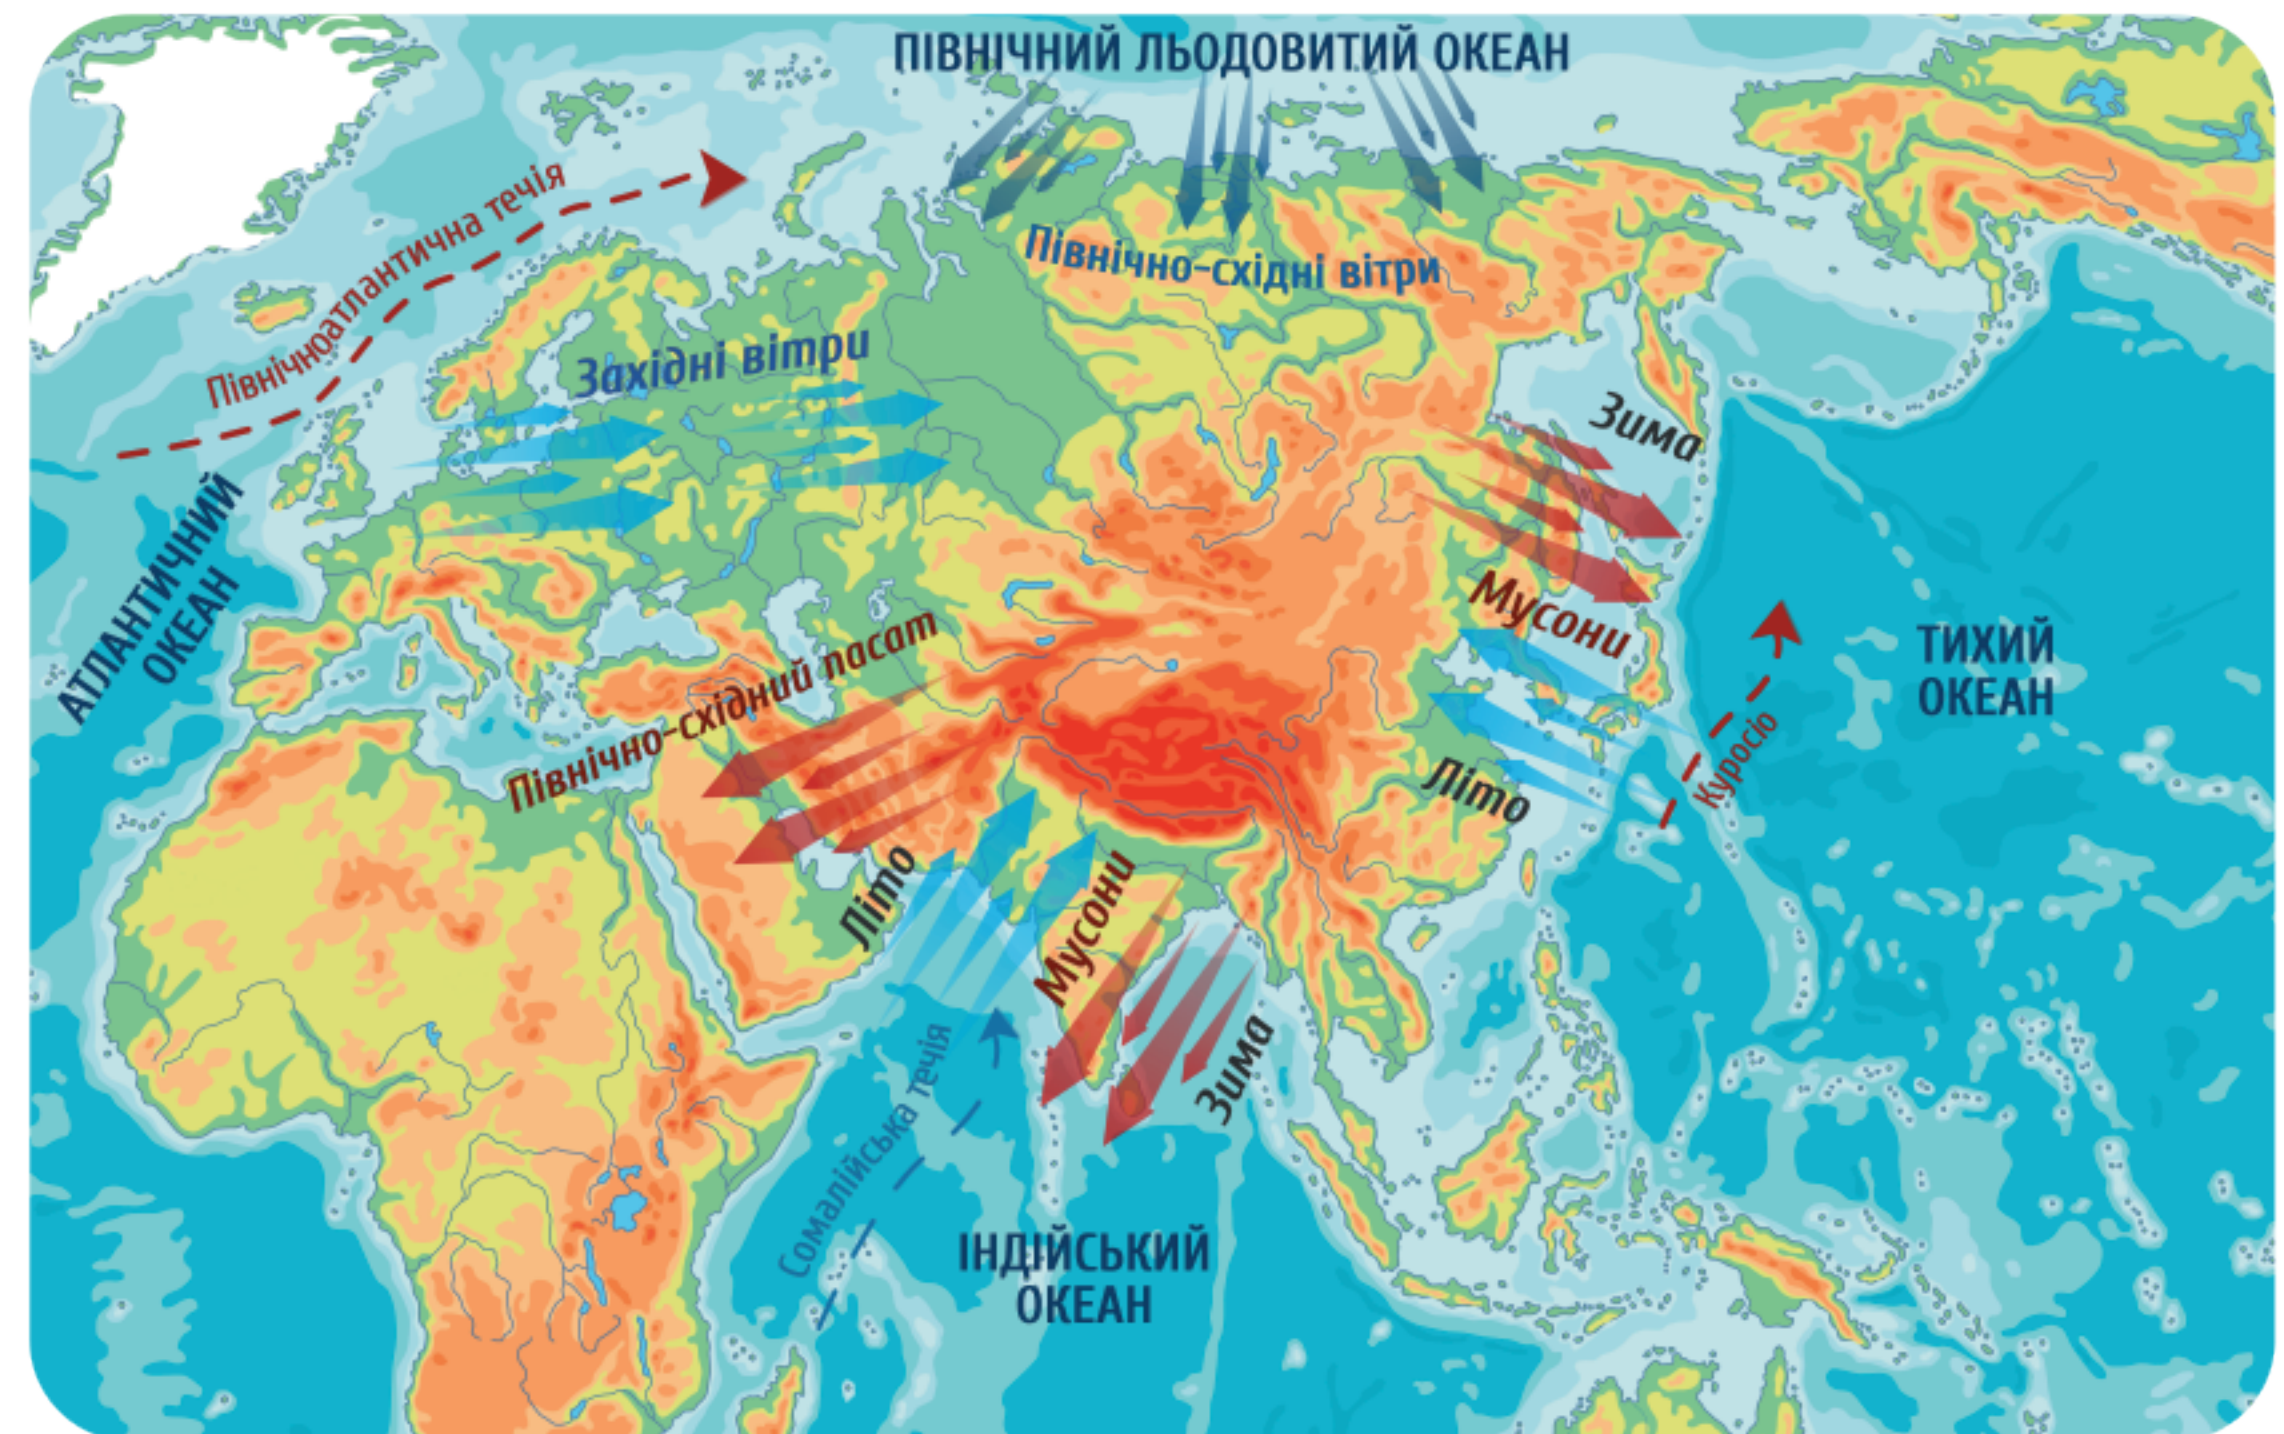 ПІВНІЧНИЙ ЛЬОДОВИТИЙ ОКЕАН
Північноатлантична течія
Північно-східні вітри
Західні вітри
Зима
АТЛАНТИЧНИЙ
ОКЕАН
Мусони
ТИХИЙ
ОКЕАН
Північно-східний пасат
Куросіо
Літо
Літо
Мусони
Зима
Сомалійська течія
ІНДІЙСЬКИЙ
ОКЕАН